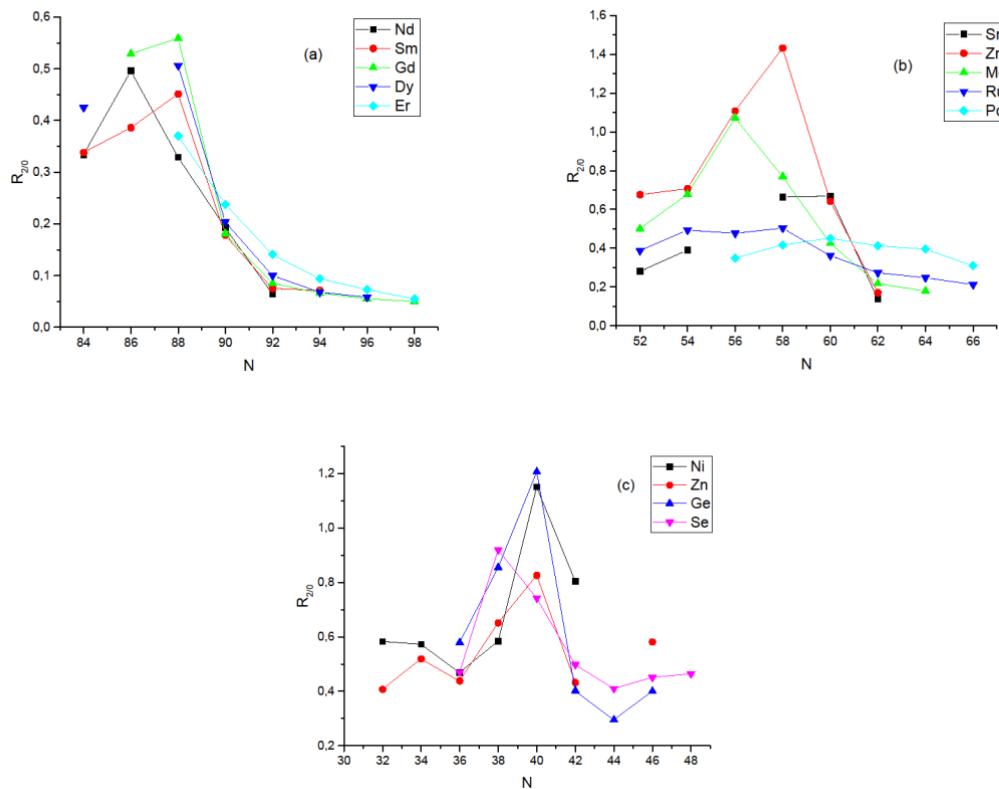 0,6
0,5
0,4
0,3
0,2
0,1
0,0
R2/0
(a)
Nd
Sm
Gd
Dy
Er
84 86 88 90 92 94 96 98
N
1,6
1,4
1,2
1,0
0,8
0,6
0,4
0,2
0,0
R2/0
(b)
52 54 56 58 60 62 64 66
N
1,2
1,0
0,8
0,6
0,4
0,2
R2/0
(c)
Ni
Zn
Ge
Se
30 32 34 36 38 40 42 44 46 48
N